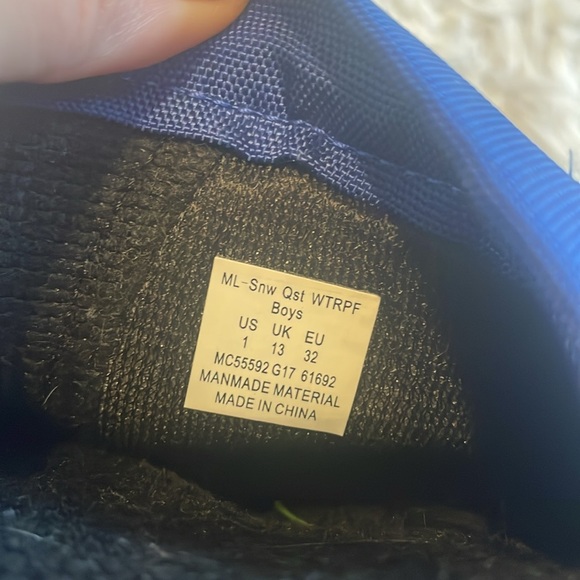 ML-Snw Qst WTRPF
Boys
US UK EU
1 13 32
MC55592 G17 61692
MANMADE MATERIAL
MADE IN CHINA